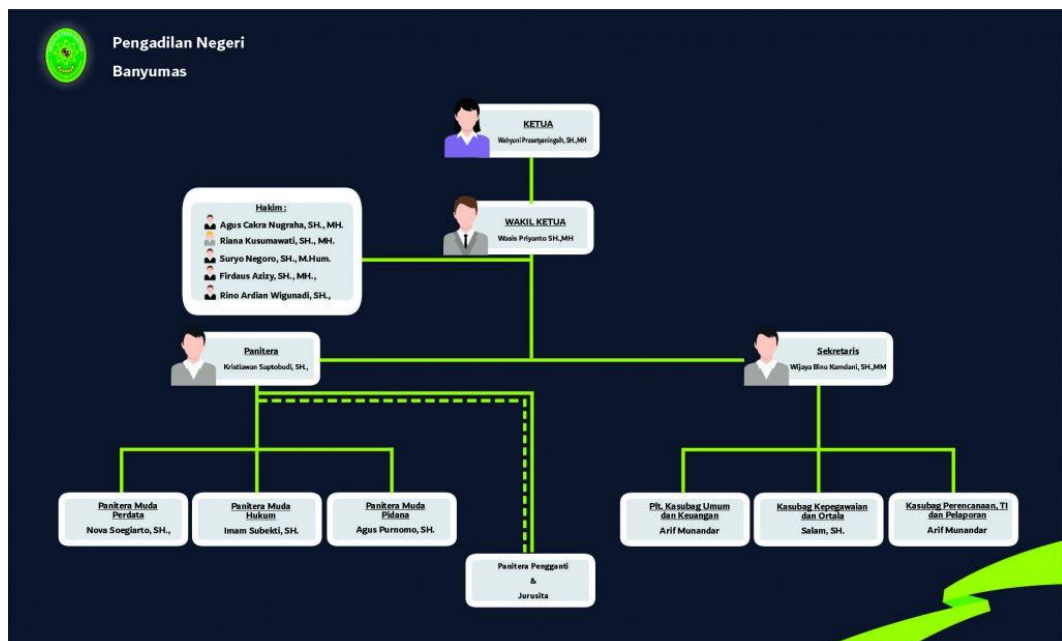 Pengadilan Negeri
Banyumas
KETUA
Wahyuni Prasetyaningsih, SH.,MH
WAKIL KETUA
Wasis Priyanto SH.,MH
Hakim :
Agus Cakra Nugraha, SH., MH.
Riana Kusumawati, SH., MH.
Suryo Negoro, SH., M.Hum.
Firdaus Azizy, SH., MH.,
Rino Ardian Wigunadi, SH.,
Panitera
Kristiawan Saptobudi, SH.,
Sekretaris
Wijaya Binu Kamdani, SH.,MM
Panitera Muda
Perdata
Nova Soegiarto, SH.,
Panitera Muda
Hukum
Imam Subekti, SH.
Panitera Muda
Pidana
Agus Purnomo, SH.
Plt. Kasubag Umum
dan Keuangan
Arif Munandar
Kasubag Kepegawaian
dan Ortala
Salam, SH.
Kasubag Perencanaan, TI
dan Pelaporan
Arif Munandar
Panitera Pengganti
&
Jurusita